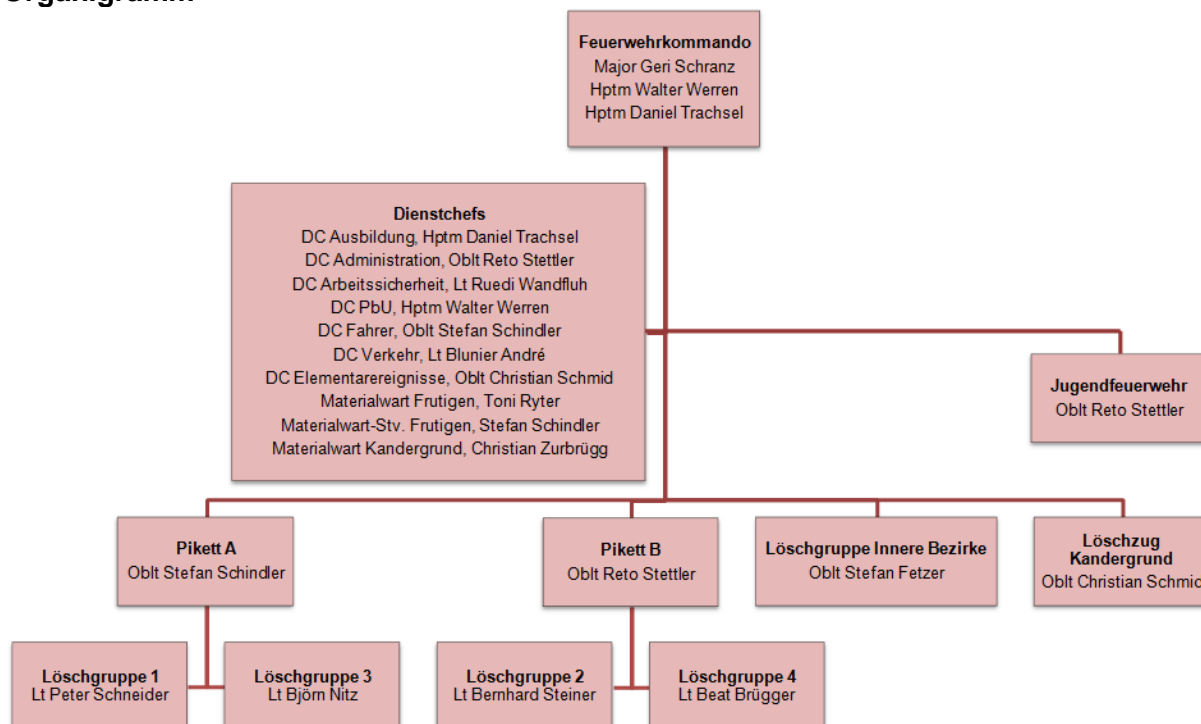 Feuerwehrkommando
Major Geri Schranz
Hptm Walter Werren
Hptm Daniel Trachsel
Dienstchefs
DC Ausbildung, Hptm Daniel Trachsel
DC Administration, Oblt Reto Stettler
DC Arbeitssicherheit, Lt Ruedi Wandfluh
DC PbU, Hptm Walter Werren
DC Fahrer, Oblt Stefan Schindler
DC Verkehr, Lt Blunier André
DC Elementarereignisse, Oblt Christian Schmid
Materialwart Frutigen, Toni Ryter
Materialwart-Stv. Frutigen, Stefan Schindler
Materialwart Kandergrund, Christian Zurbrügg
Jugendfeuerwehr
Oblt Reto Stettler
Pikett A
Oblt Stefan Schindler
Pikett B
Oblt Reto Stettler
Löschgruppe Innere Bezirke
Oblt Stefan Fetzer
Löschzug
Kandergrund
Oblt Christian Schmid
Löschgruppe 1
Lt Peter Schneider
Löschgruppe 3
Lt Björn Nitz
Löschgruppe 2
Lt Bernhard Steiner
Löschgruppe 4
Lt Beat Brügger